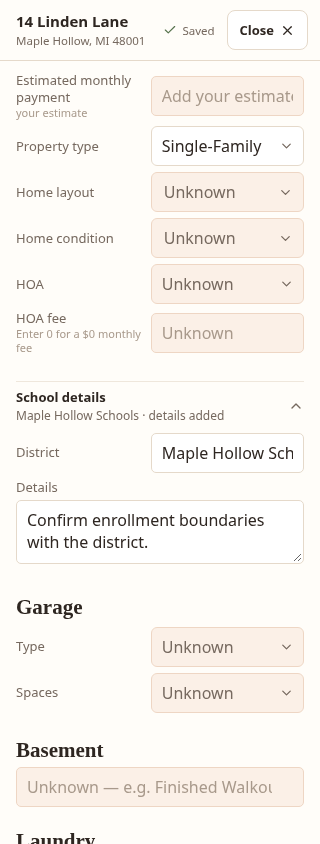 14 Linden Lane
Maple Hollow, MI 48001
Saved
Close
Estimated monthly
payment
your estimate
Add your estimate
Property type
Single-Family
Home layout
Unknown
Home condition
Unknown
HOA
Unknown
HOA fee
Enter 0 for a $0 monthly
fee
Unknown
School details
Maple Hollow Schools · details added
District
Maple Hollow Sch
Details
Confirm enrollment boundaries
with the district.
Garage
Type
Unknown
Spaces
Unknown
Basement
Unknown — e.g. Finished Walkou
Laundry